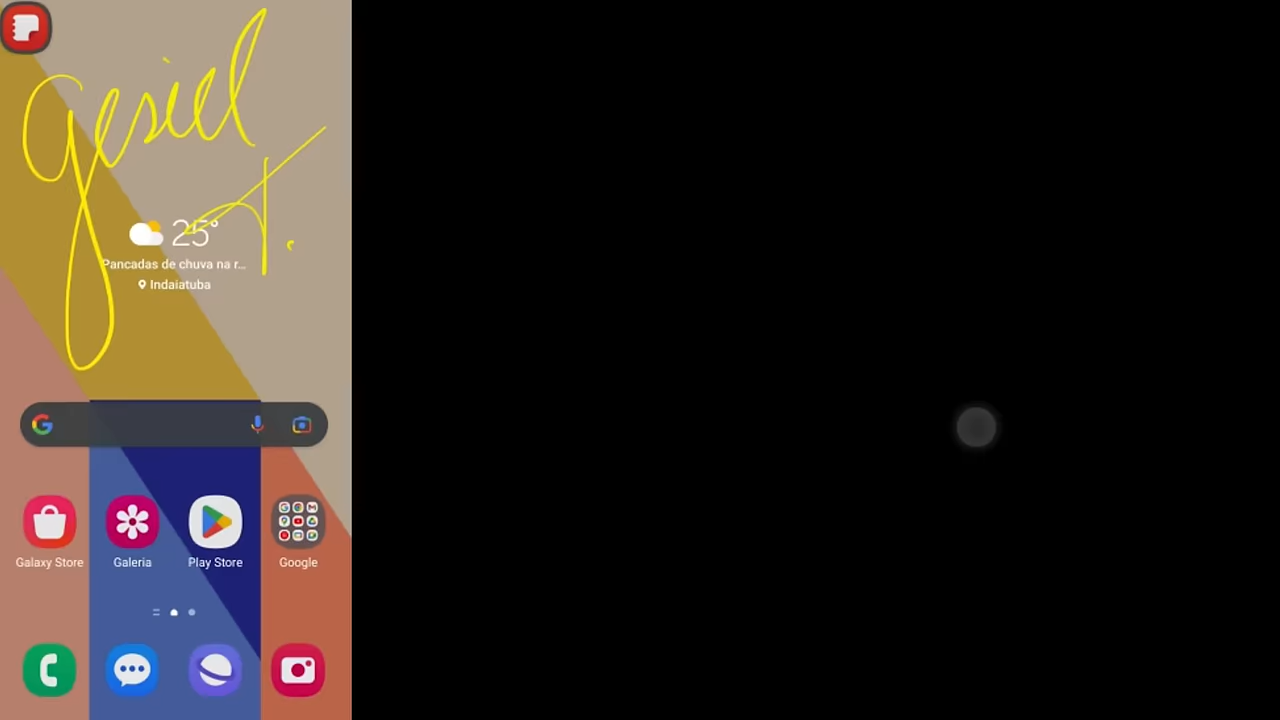 Gesiel
A.
25°
Pancadas de chuva na r...
Indaiatuba
Galaxy Store Galeria Play Store Google